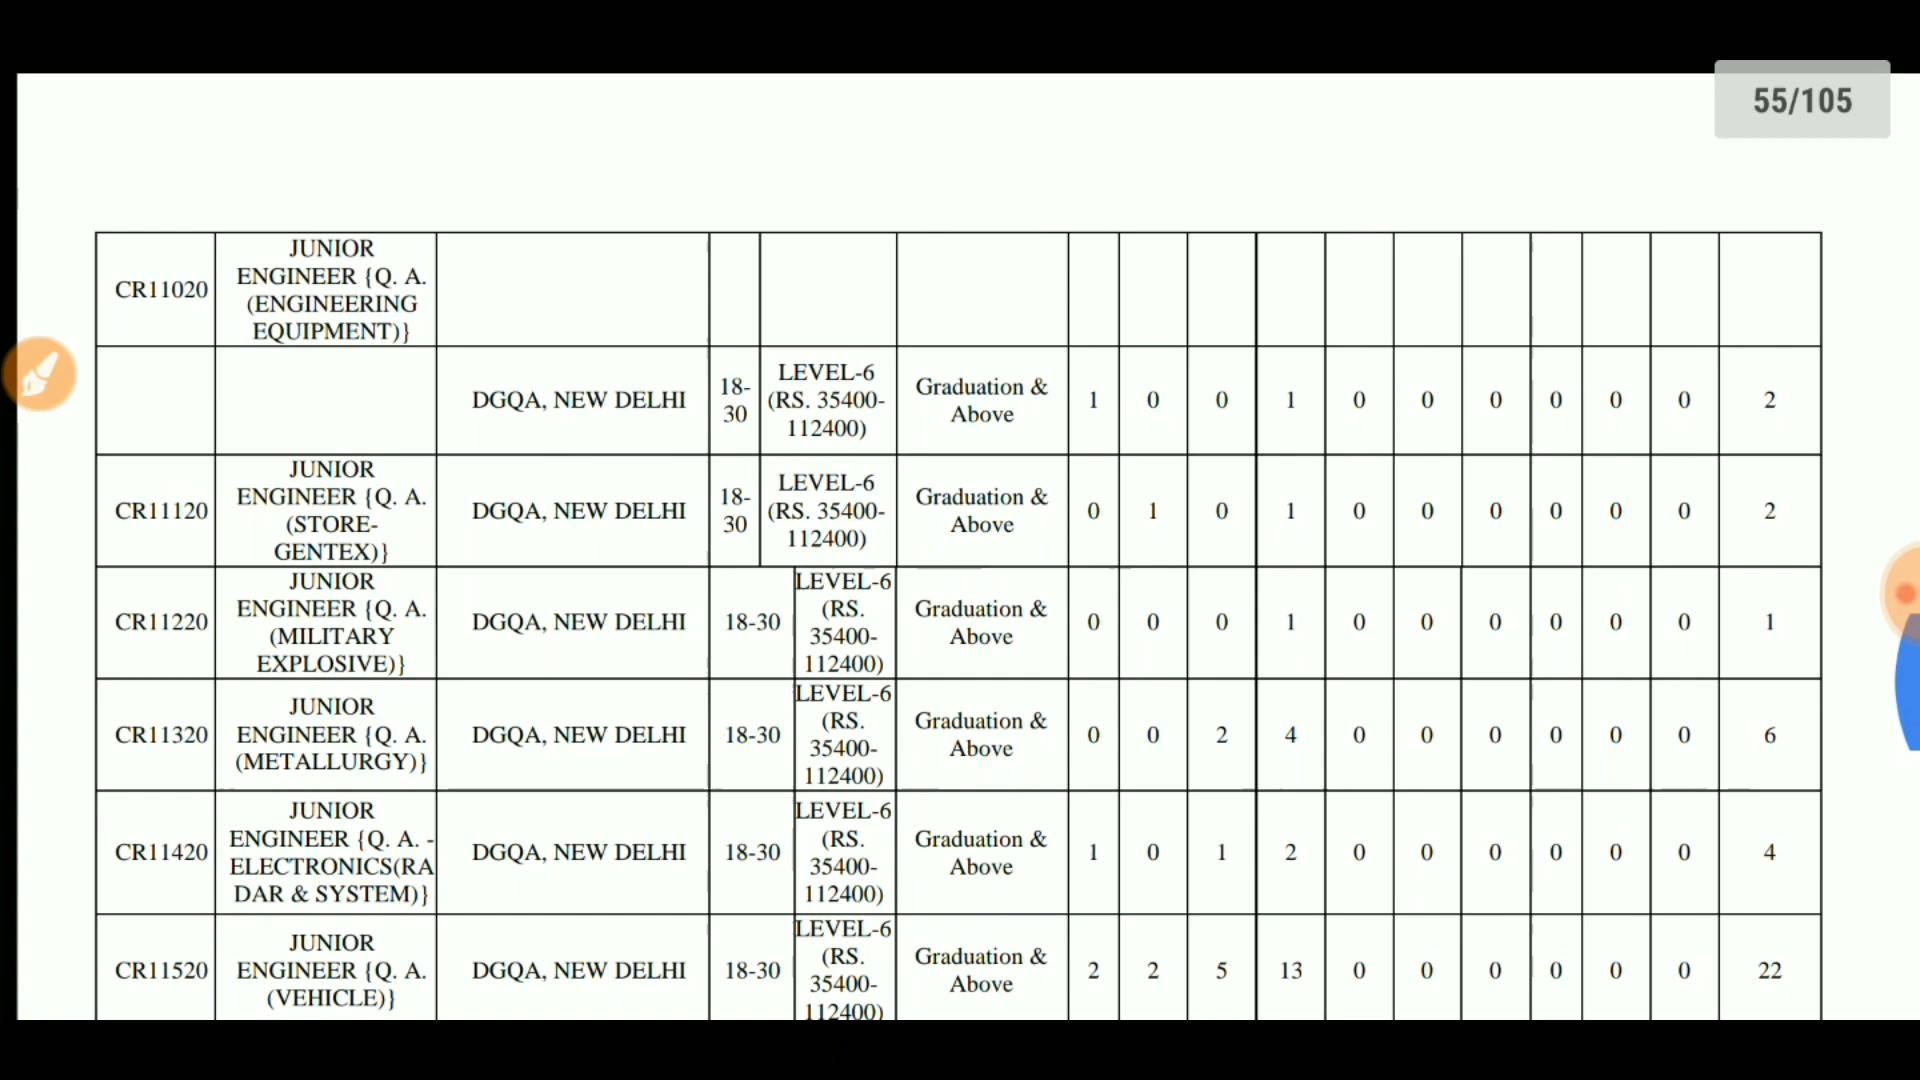 55/105
CR11020
JUNIOR
ENGINEER {Q. A.
(ENGINEERING
EQUIPMENT)}
DGQA, NEW DELHI
18-
30
LEVEL-6
(RS. 35400-
112400)
Graduation &
Above
1 0 0 1 0 0 0 0 0 0 2
CR11120
JUNIOR
ENGINEER {Q. A.
(STORE-
GENTEX)}
DGQA, NEW DELHI
18-
30
LEVEL-6
(RS. 35400-
112400)
Graduation &
Above
0 1 0 1 0 0 0 0 0 0 2
CR11220
JUNIOR
ENGINEER {Q. A.
(MILITARY
EXPLOSIVE)}
DGQA, NEW DELHI
18-30
LEVEL-6
(RS.
35400-
112400)
Graduation &
Above
0 0 0 1 0 0 0 0 0 0 1
CR11320
JUNIOR
ENGINEER {Q. A.
(METALLURGY)}
DGQA, NEW DELHI
18-30
LEVEL-6
(RS.
35400-
112400)
Graduation &
Above
0 0 2 4 0 0 0 0 0 0 6
CR11420
JUNIOR
ENGINEER {Q. A. -
ELECTRONICS(RA
DAR & SYSTEM)}
DGQA, NEW DELHI
18-30
LEVEL-6
(RS.
35400-
112400)
Graduation &
Above
1 0 1 2 0 0 0 0 0 0 4
CR11520
JUNIOR
ENGINEER {Q. A.
(VEHICLE)}
DGQA, NEW DELHI
18-30
LEVEL-6
(RS.
35400-
112400)
Graduation &
Above
2 2 5 13 0 0 0 0 0 0 22